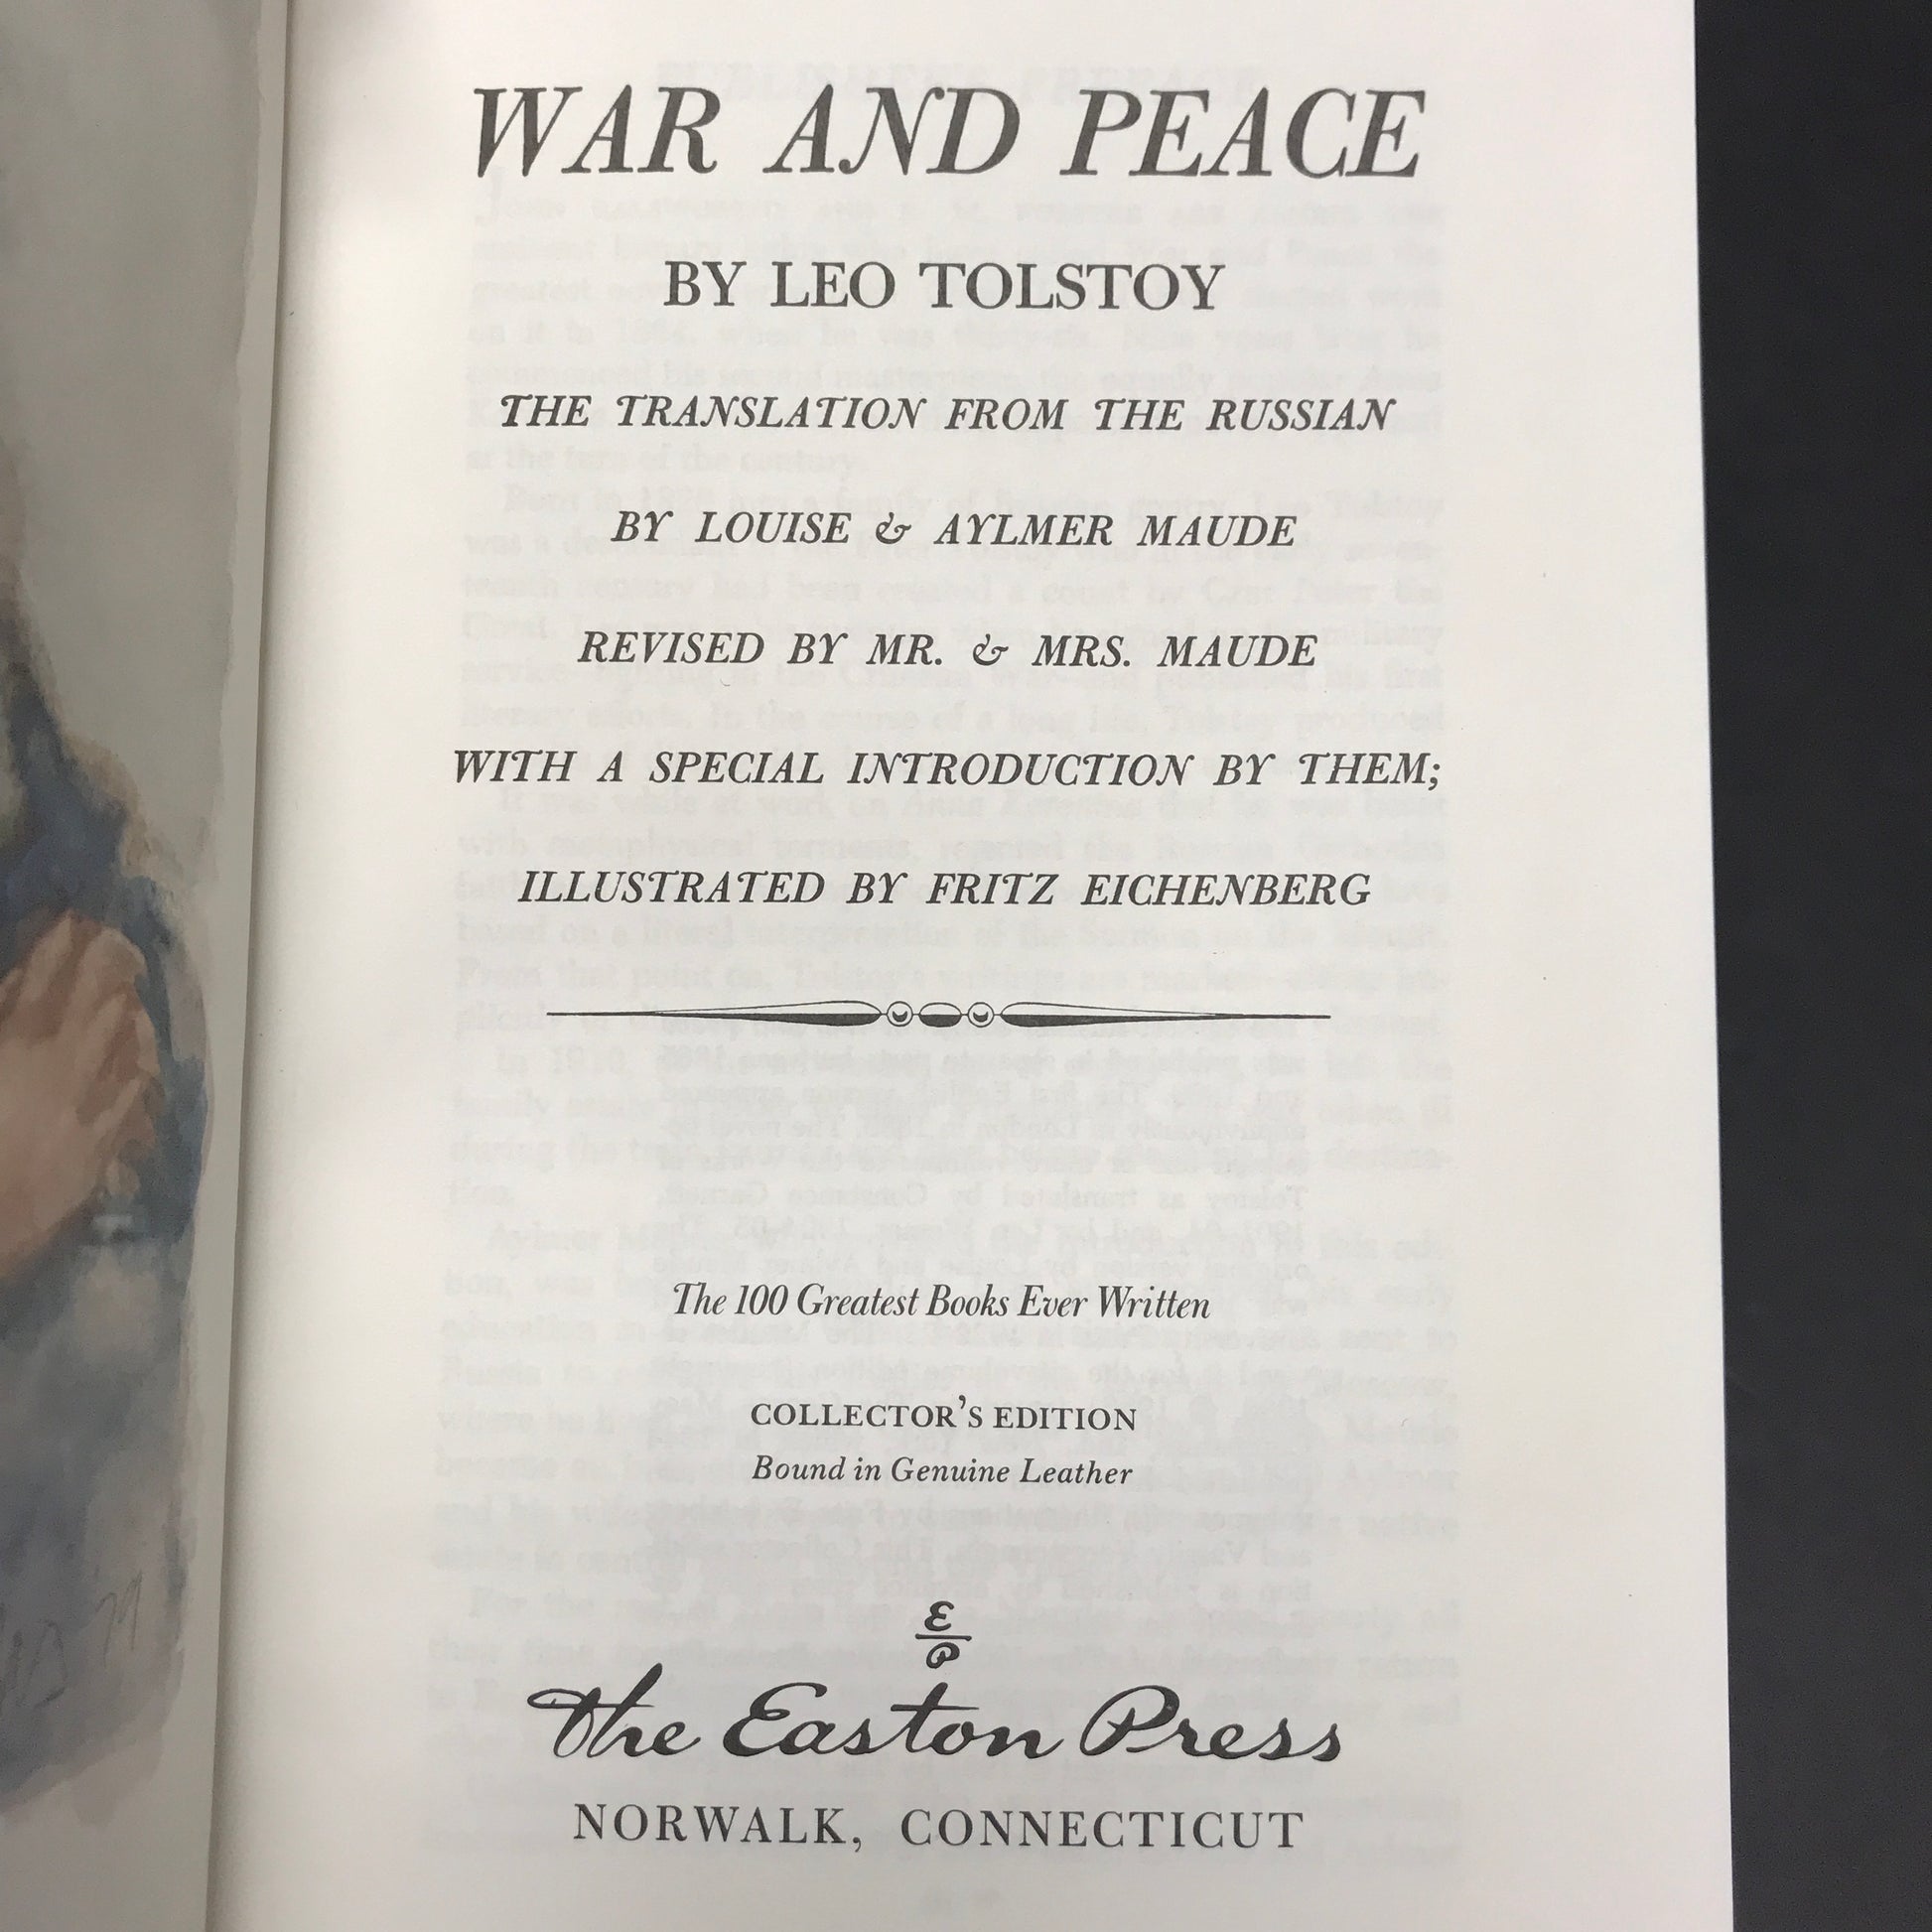 WAR AND PEACE
BY LEO TOLSTOY
THE TRANSLATION FROM THE RUSSIAN
BY LOUISE & AYLMER MAUDE
REVISED BY MR. & MRS. MAUDE
WITH A SPECIAL INTRODUCTION BY THEM;
ILLUSTRATED BY FRITZ EICHENBERG
The 100 Greatest Books Ever Written
COLLECTOR'S EDITION
Bound in Genuine Leather
E
P
The Easton Press
NORWALK, CONNECTICUT